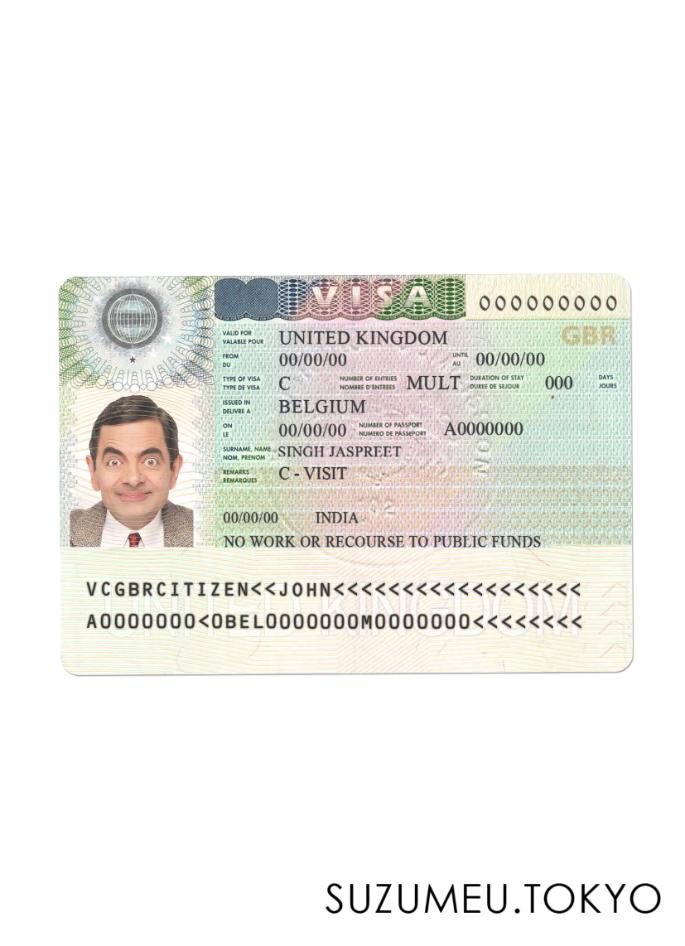 VISA
000000000
VALID FOR
VALABLE POUR
UNITED KINGDOM
GBR
FROM
DU
00/00/00
UNTIL
AU
00/00/00
TYPE OF VISA
TYPE DE VISA
C
NUMBER OF ENTRIES
NOMBRE D'ENTREES
MULT
DURATION OF STAY
DUREE DE SEJOUR
000
DAYS
JOURS
ISSUED IN
DELIVRE A
BELGIUM
ON
LE
00/00/00
NUMBER OF PASSPORT
NUMERO DE PASSEPORT
A0000000
SURNAME, NAME
NOM, PRENOM
SINGH JASPREET
REMARKS
REMARQUES
C - VISIT
00/00/00 INDIA
NO WORK OR RECOURSE TO PUBLIC FUNDS
UNITED KINGDOM
VCGBRCITIZEN<<JOHN<<<<<<<<<<<<<<<<<<
A0000000<0BEL0000000M0000000<<<<<<<<
SUZUMEU.TOKYO